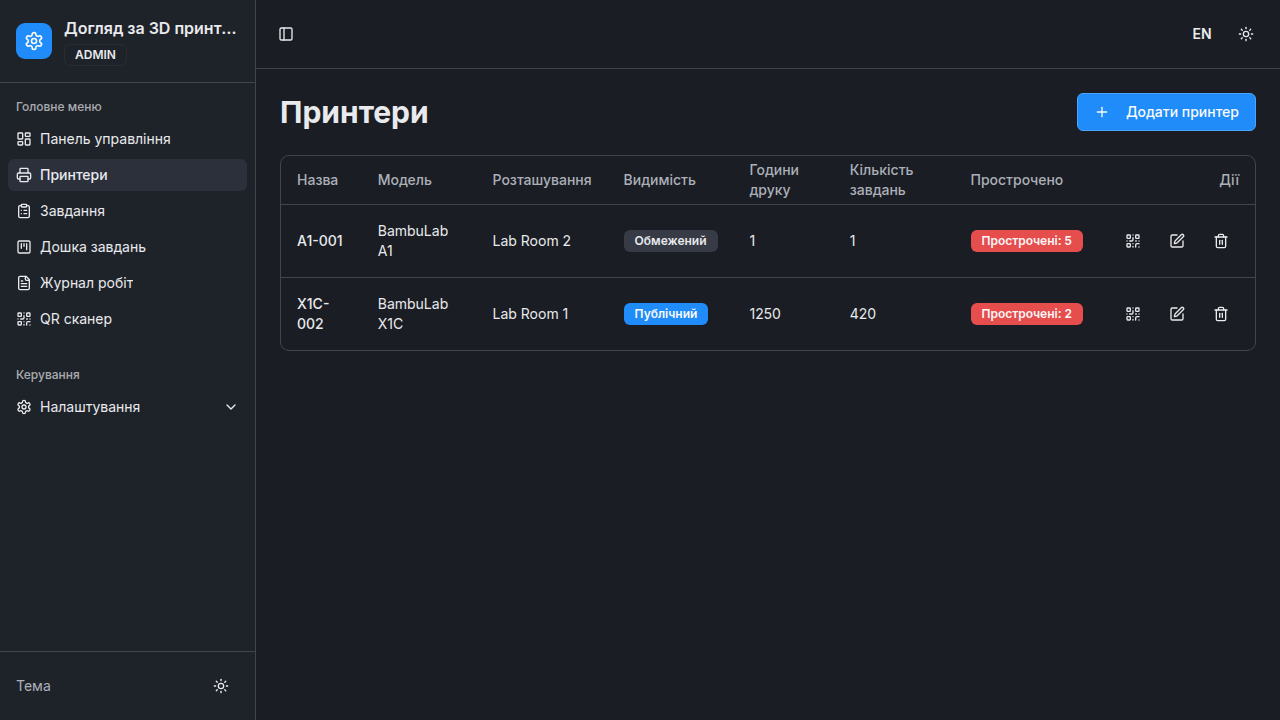 Догляд за 3D принт...
ADMIN
Головне меню
Панель управління
Принтери
Завдання
Дошка завдань
Журнал робіт
QR сканер
Керування
Налаштування
Тема
EN
Принтери
Додати принтер
Назва Модель Розташування Видимість Години друку Кількість завдань Прострочено Дії
A1-001 BambuLab A1 Lab Room 2 Обмежений 1 1 Прострочені: 5
X1C-002 BambuLab X1C Lab Room 1 Публічний 1250 420 Прострочені: 2